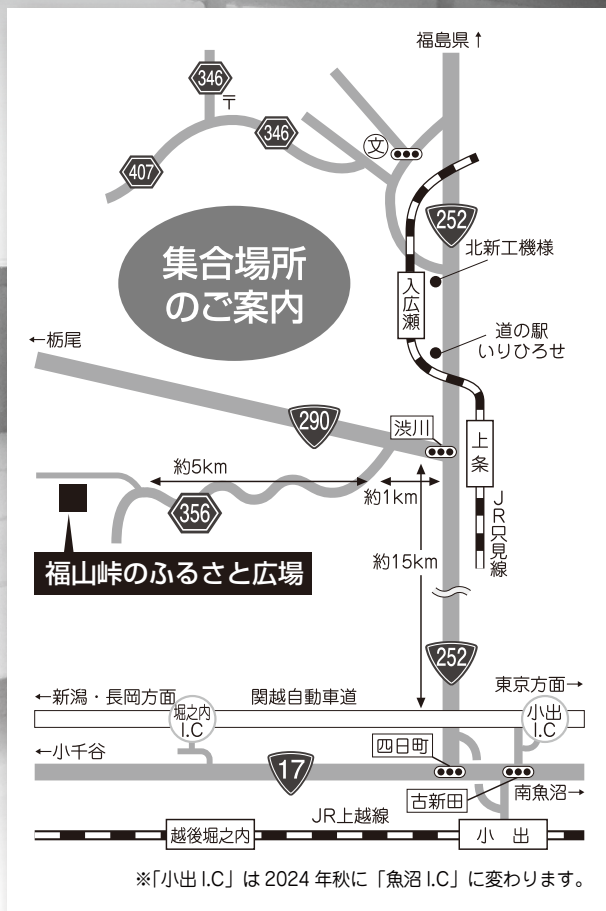 福島県↑
346
〒
346
407
文
252
集合場所
のご案内
北新工機様
入広瀬
道の駅
いりひろせ
←栃尾
290
渋川
上条
約5km
約1km
356
JR只見線
福山峠のふるさと広場
約15km
252
東京方面→
←新潟・長岡方面
関越自動車道
堀之内
I.C
小出
I.C
←小千谷
四日町
17
古新田
南魚沼→
JR上越線
越後堀之内
小出
※「小出I.C」は2024年秋に「魚沼I.C」に変わります。